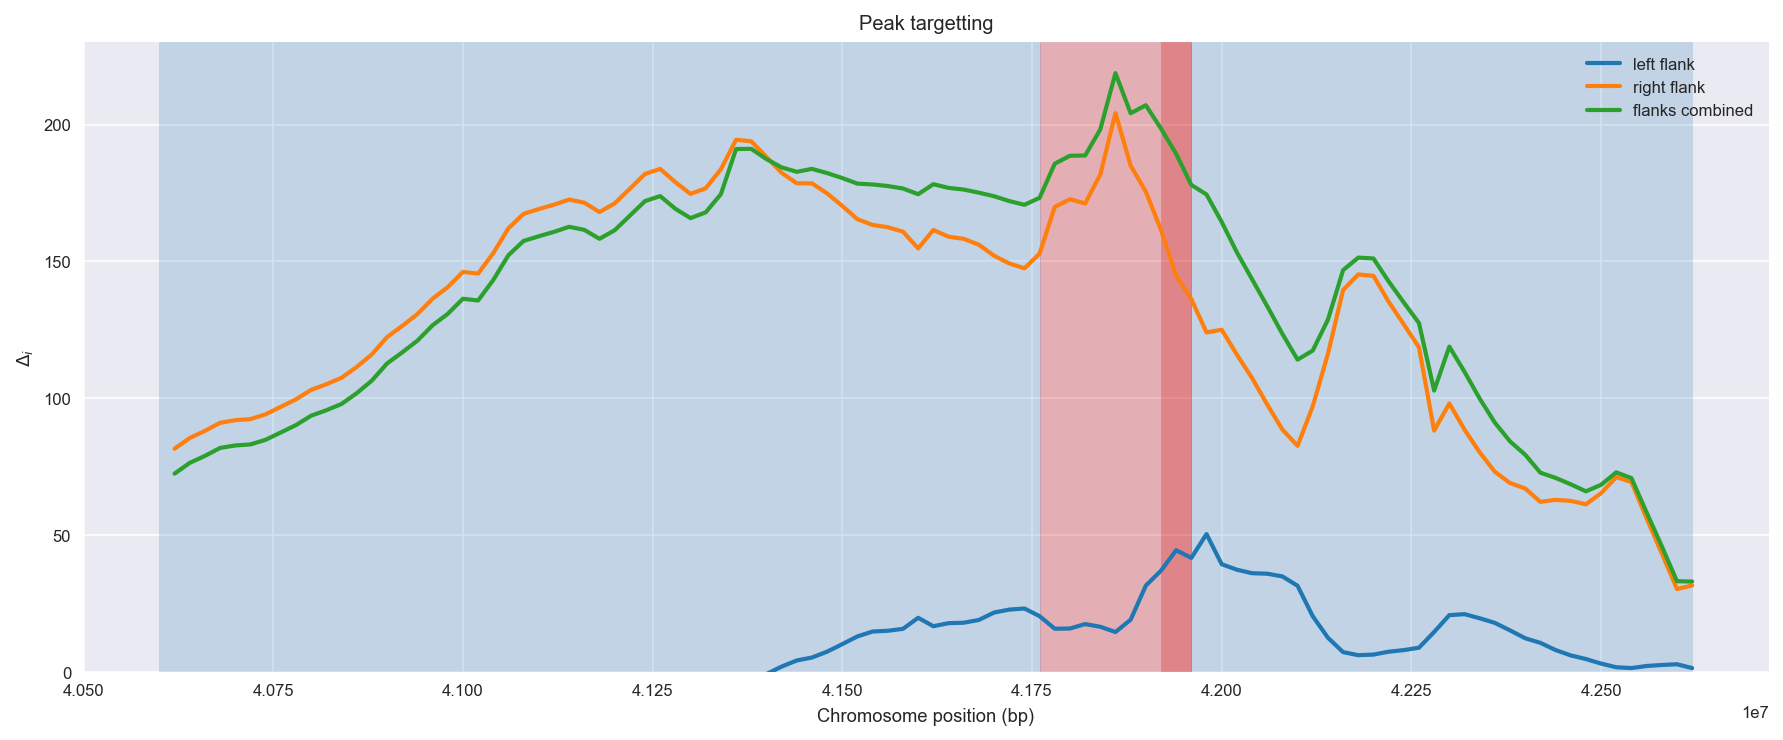 Peak targetting
left flank
right flank
flanks combined
200
150
100
50
0
Δi
4.050 4.075 4.100 4.125 4.150 4.175 4.200 4.225 4.250
1e7
Chromosome position (bp)